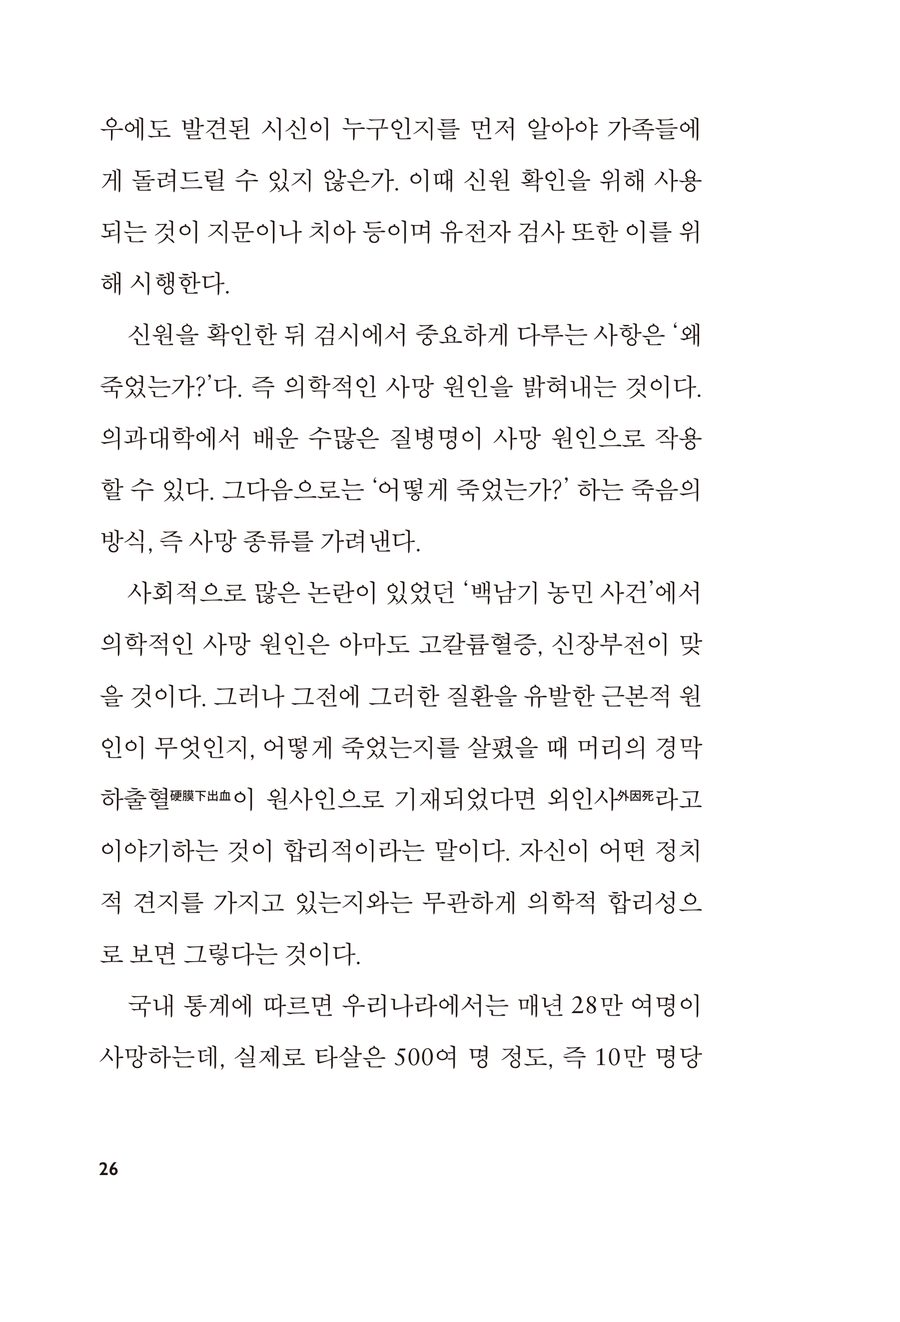 우에도 발견된 시신이 누구인지를 먼저 알아야 가족들에
게 돌려드릴 수 있지 않은가. 이때 신원 확인을 위해 사용
되는 것이 지문이나 치아 등이며 유전자 검사 또한 이를 위
해 시행한다.
신원을 확인한 뒤 검시에서 중요하게 다루는 사항은 ‘왜
죽었는가?’다. 즉 의학적인 사망 원인을 밝혀내는 것이다.
의과대학에서 배운 수많은 질병명이 사망 원인으로 작용
할 수 있다. 그다음으로는 ‘어떻게 죽었는가?’ 하는 죽음의
방식, 즉 사망 종류를 가려낸다.
사회적으로 많은 논란이 있었던 ‘백남기 농민 사건’에서
의학적인 사망 원인은 아마도 고칼륨혈증, 신장부전이 맞
을 것이다. 그러나 그전에 그러한 질환을 유발한 근본적 원
인이 무엇인지, 어떻게 죽었는지를 살폈을 때 머리의 경막
하출혈硬膜下出血이 원사인으로 기재되었다면 외인사外因死라고
이야기하는 것이 합리적이라는 말이다. 자신이 어떤 정치
적 견지를 가지고 있는지와는 무관하게 의학적 합리성으
로 보면 그렇다는 것이다.
국내 통계에 따르면 우리나라에서는 매년 28만 여명이
사망하는데, 실제로 타살은 500여 명 정도, 즉 10만 명당
26